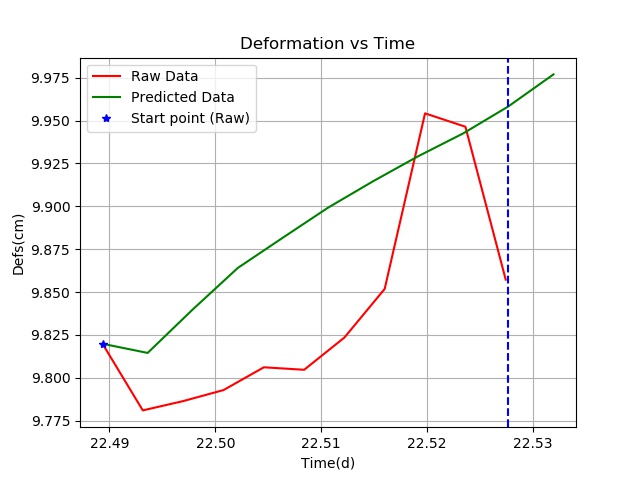 Deformation vs Time
Raw Data
Predicted Data
Start point (Raw)
Defs(cm)
9.975
9.950
9.925
9.900
9.875
9.850
9.825
9.800
9.775
22.49 22.50 22.51 22.52 22.53
Time(d)